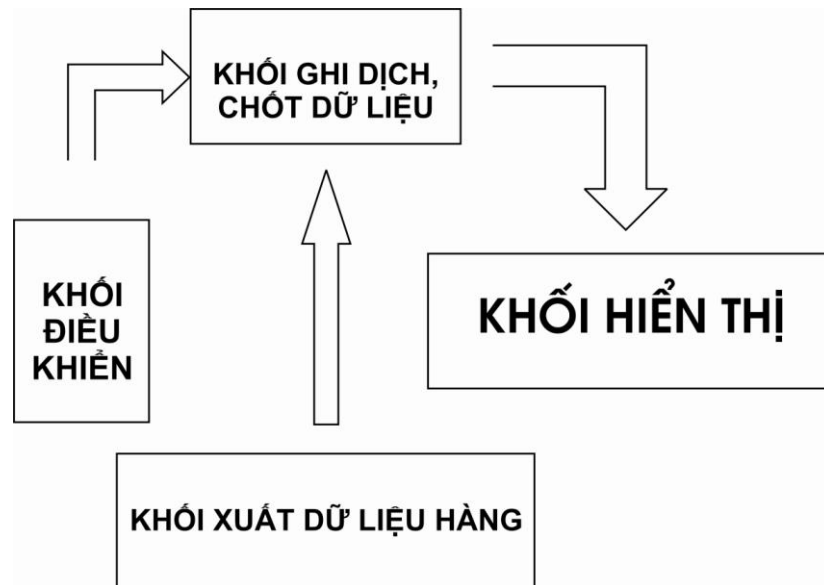 KHỐI GHI DỊCH,
CHỐT DỮ LIỆU
KHỐI
ĐIỀU
KHIỂN
KHỐI HIỂN THỊ
KHỐI XUẤT DỮ LIỆU HÀNG